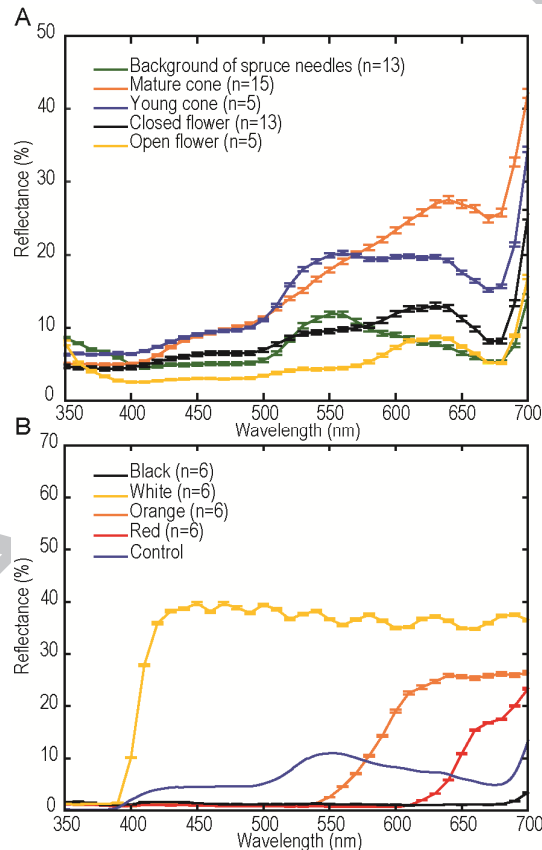 A
50
40
30
20
10
0
Reflectance (%)
Background of spruce needles (n=13)
Mature cone (n=15)
Young cone (n=5)
Closed flower (n=13)
Open flower (n=5)
350 400 450 500 550 600 650 700
Wavelength (nm)
B
70
60
50
40
30
20
10
0
Reflectance (%)
Black (n=6)
White (n=6)
Orange (n=6)
Red (n=6)
Control
350 400 450 500 550 600 650 700
Wavelength (nm)